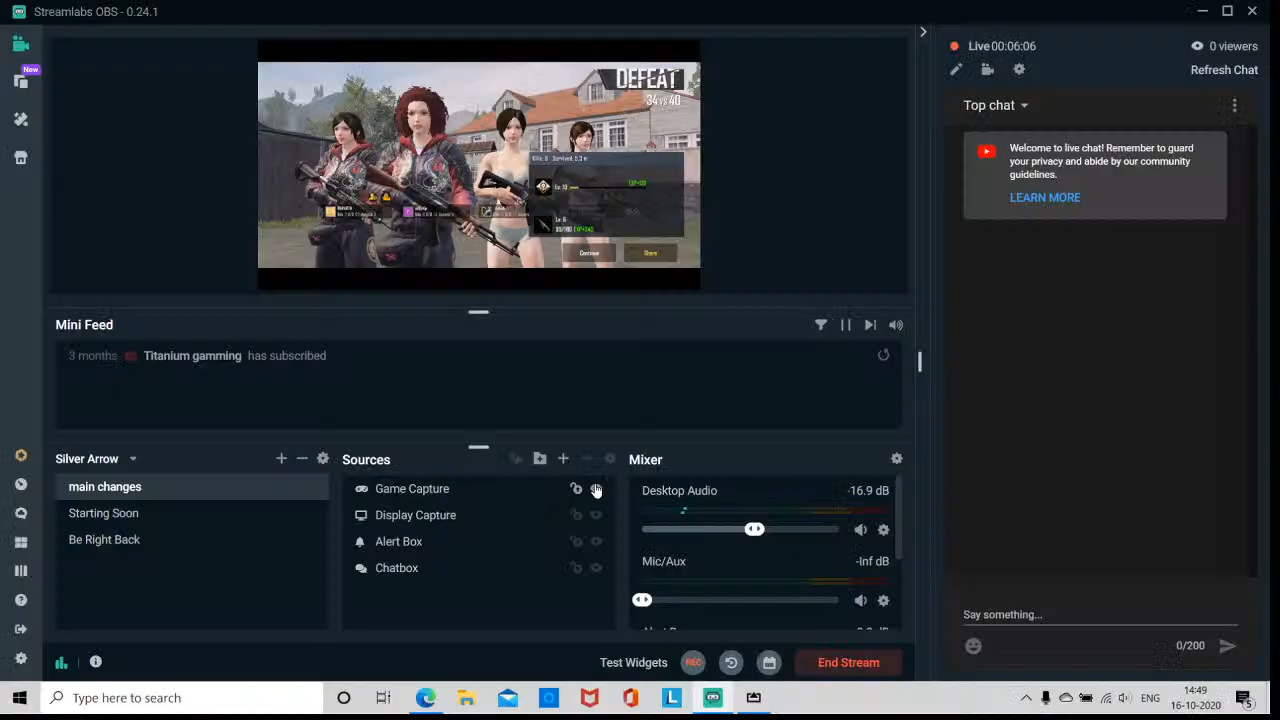 Streamlabs OBS - 0.24.1
New
DEFEAT
34 vs 40
Continue
Share
Mini Feed
3 months Titanium gamming has subscribed
Silver Arrow
main changes
Starting Soon
Be Right Back
Sources
Game Capture
Display Capture
Alert Box
Chatbox
Mixer
Desktop Audio -16.9 dB
Mic/Aux -Inf dB
Test Widgets
REC
End Stream
Live 00:06:06
0 viewers
Refresh Chat
Top chat
Welcome to live chat! Remember to guard
your privacy and abide by our community
guidelines.
LEARN MORE
Say something...
0/200
Type here to search
ENG
14:49
16-10-2020
5